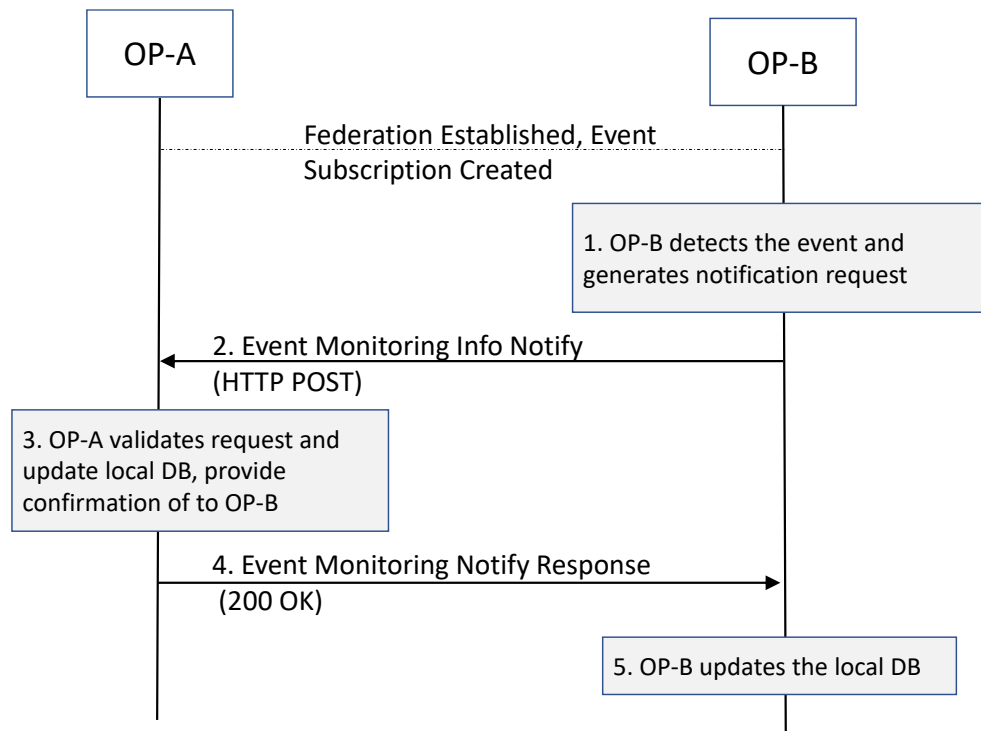 OP-A
OP-B
Federation Established, Event
Subscription Created
1. OP-B detects the event and
generates notification request
2. Event Monitoring Info Notify
(HTTP POST)
3. OP-A validates request and
update local DB, provide
confirmation of to OP-B
4. Event Monitoring Notify Response
(200 OK)
5. OP-B updates the local DB